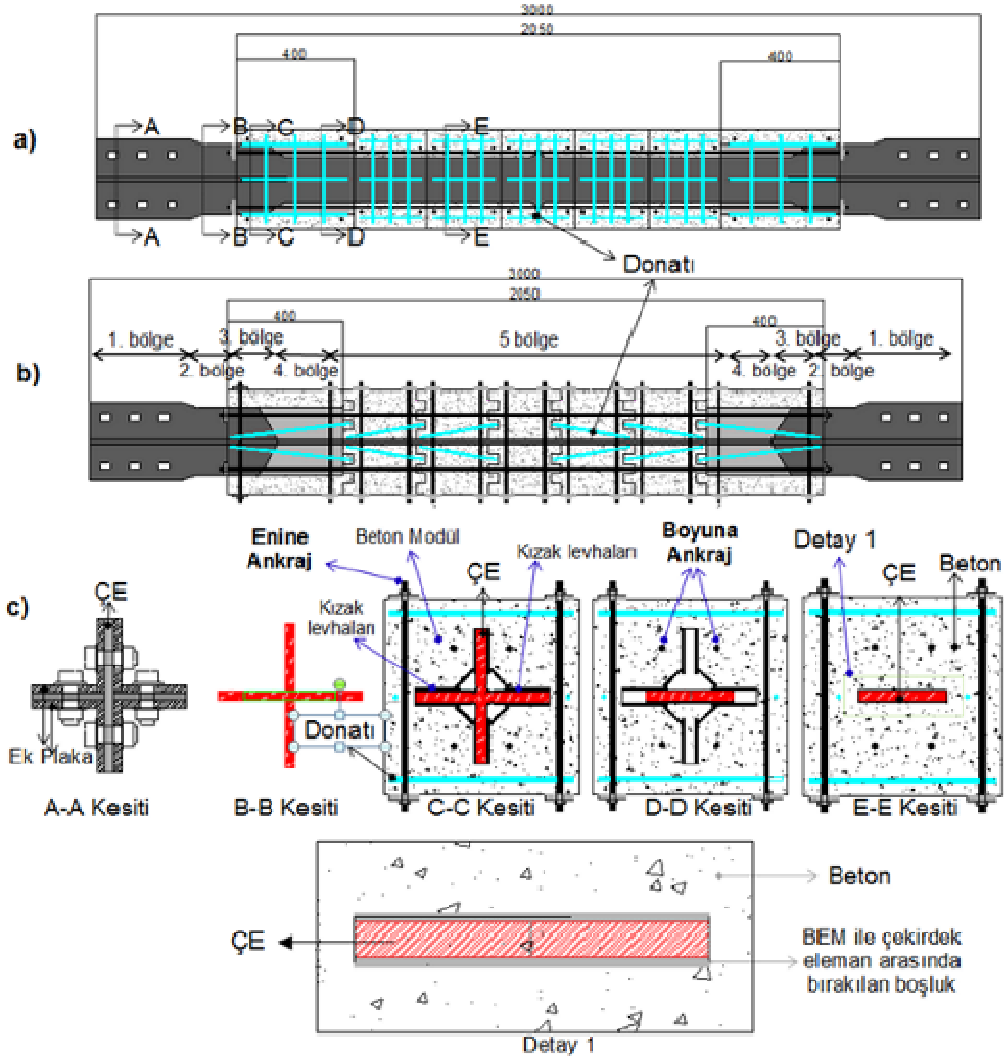 3000
2050
400
400
a)
A
B
C
D
E
A
B
C
D
E
Donatı
3000
2050
400
400
1. bölge
3. bölge
5 bölge
3. bölge
1. bölge
2. bölge
4. bölge
4. bölge
2. bölge
b)
c)
ÇE
Ek Plaka
A-A Kesiti
B-B Kesiti
Donatı
Enine
Ankraj
Beton Modül
Kızak levhaları
ÇE
Kızak
levhaları
C-C Kesiti
Boyuna
Ankraj
D-D Kesiti
Detay 1
ÇE
Beton
E-E Kesiti
Beton
ÇE
BEM ile çekirdek
eleman arasında
bırakılan boşluk
Detay 1